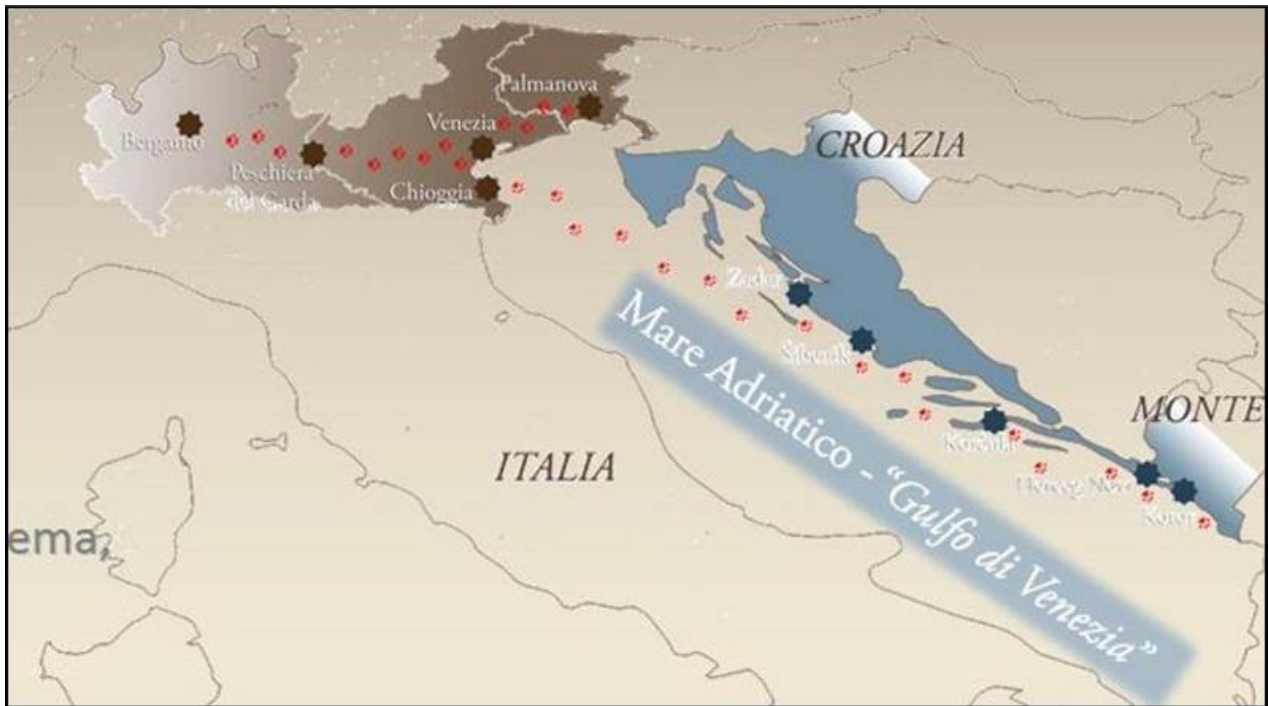 Palmanova
Venezia
Bergamo
Peschiera
del Garda
Chioggia
CROAZIA
Zadar
Mare Adriatico - "Gulfo di Venezia"
Šibenik
MONTE
Korčula
ITALIA
Herceg Novi
Kotor
ema,